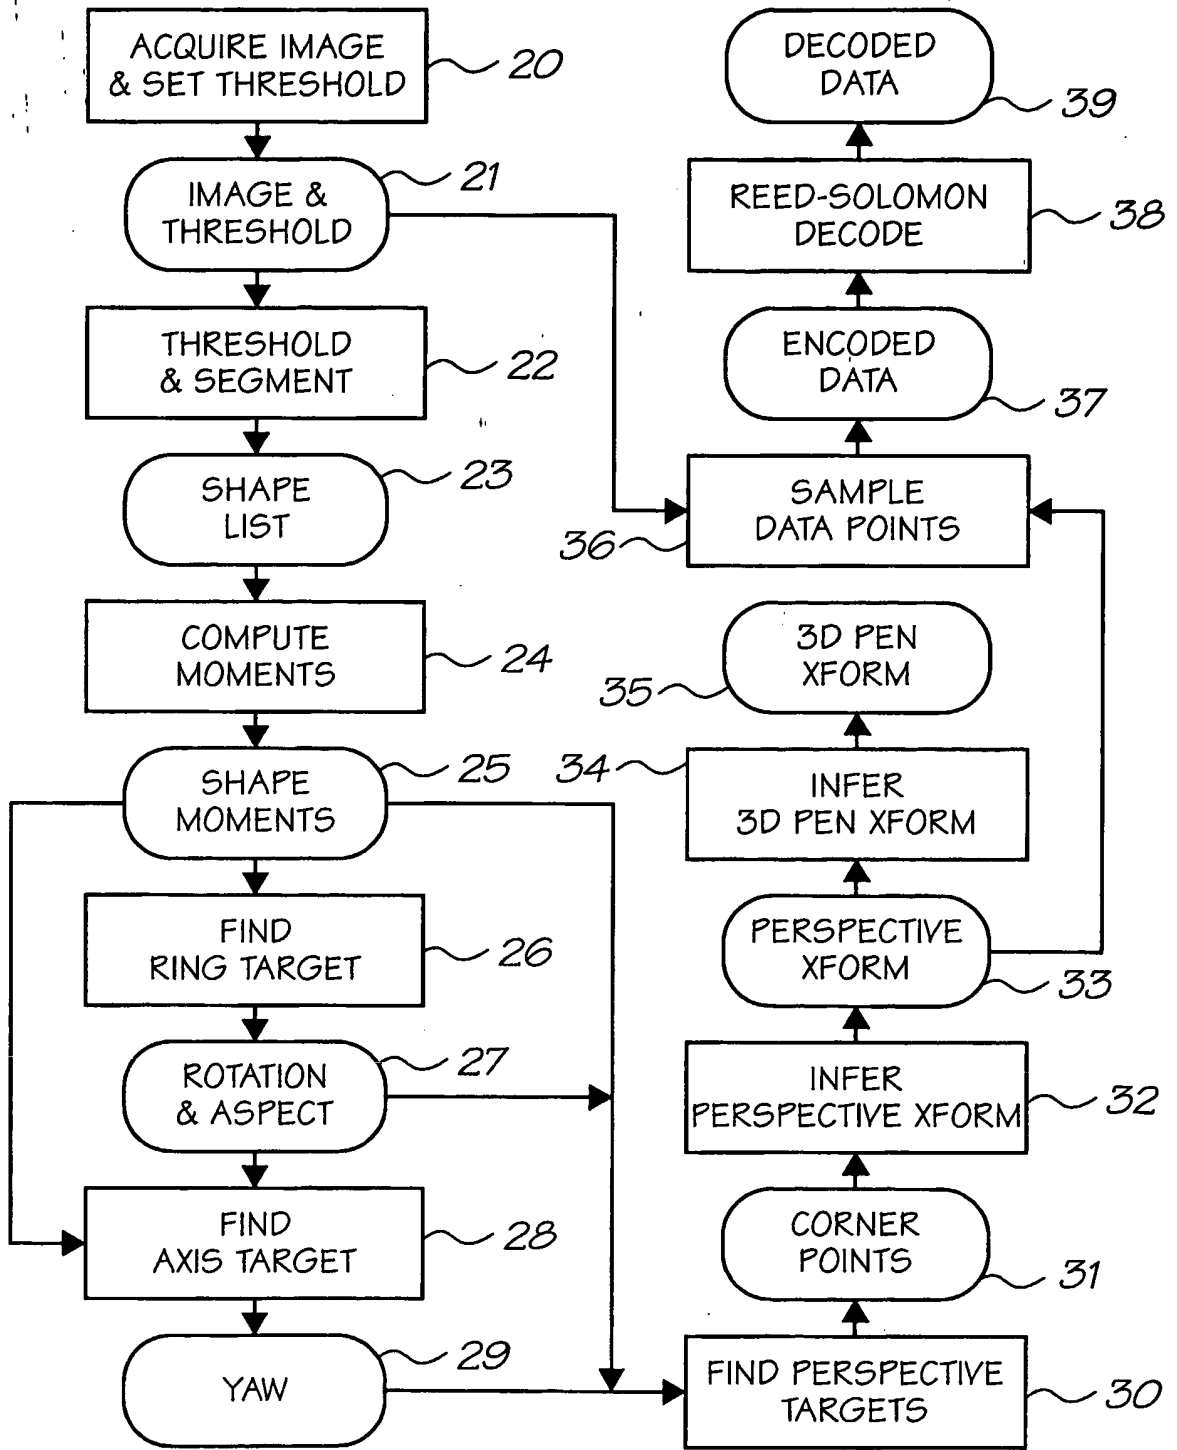 ACQUIRE IMAGE
& SET THRESHOLD
20
IMAGE &
THRESHOLD
21
THRESHOLD
& SEGMENT
22
SHAPE
LIST
23
COMPUTE
MOMENTS
24
SHAPE
MOMENTS
25
FIND
RING TARGET
26
ROTATION
& ASPECT
27
FIND
AXIS TARGET
28
YAW
29
DECODED
DATA
39
REED-SOLOMON
DECODE
38
ENCODED
DATA
37
SAMPLE
DATA POINTS
36
3D PEN
XFORM
35
34
INFER
3D PEN XFORM
PERSPECTIVE
XFORM
33
INFER
PERSPECTIVE XFORM
32
CORNER
POINTS
31
FIND PERSPECTIVE
TARGETS
30